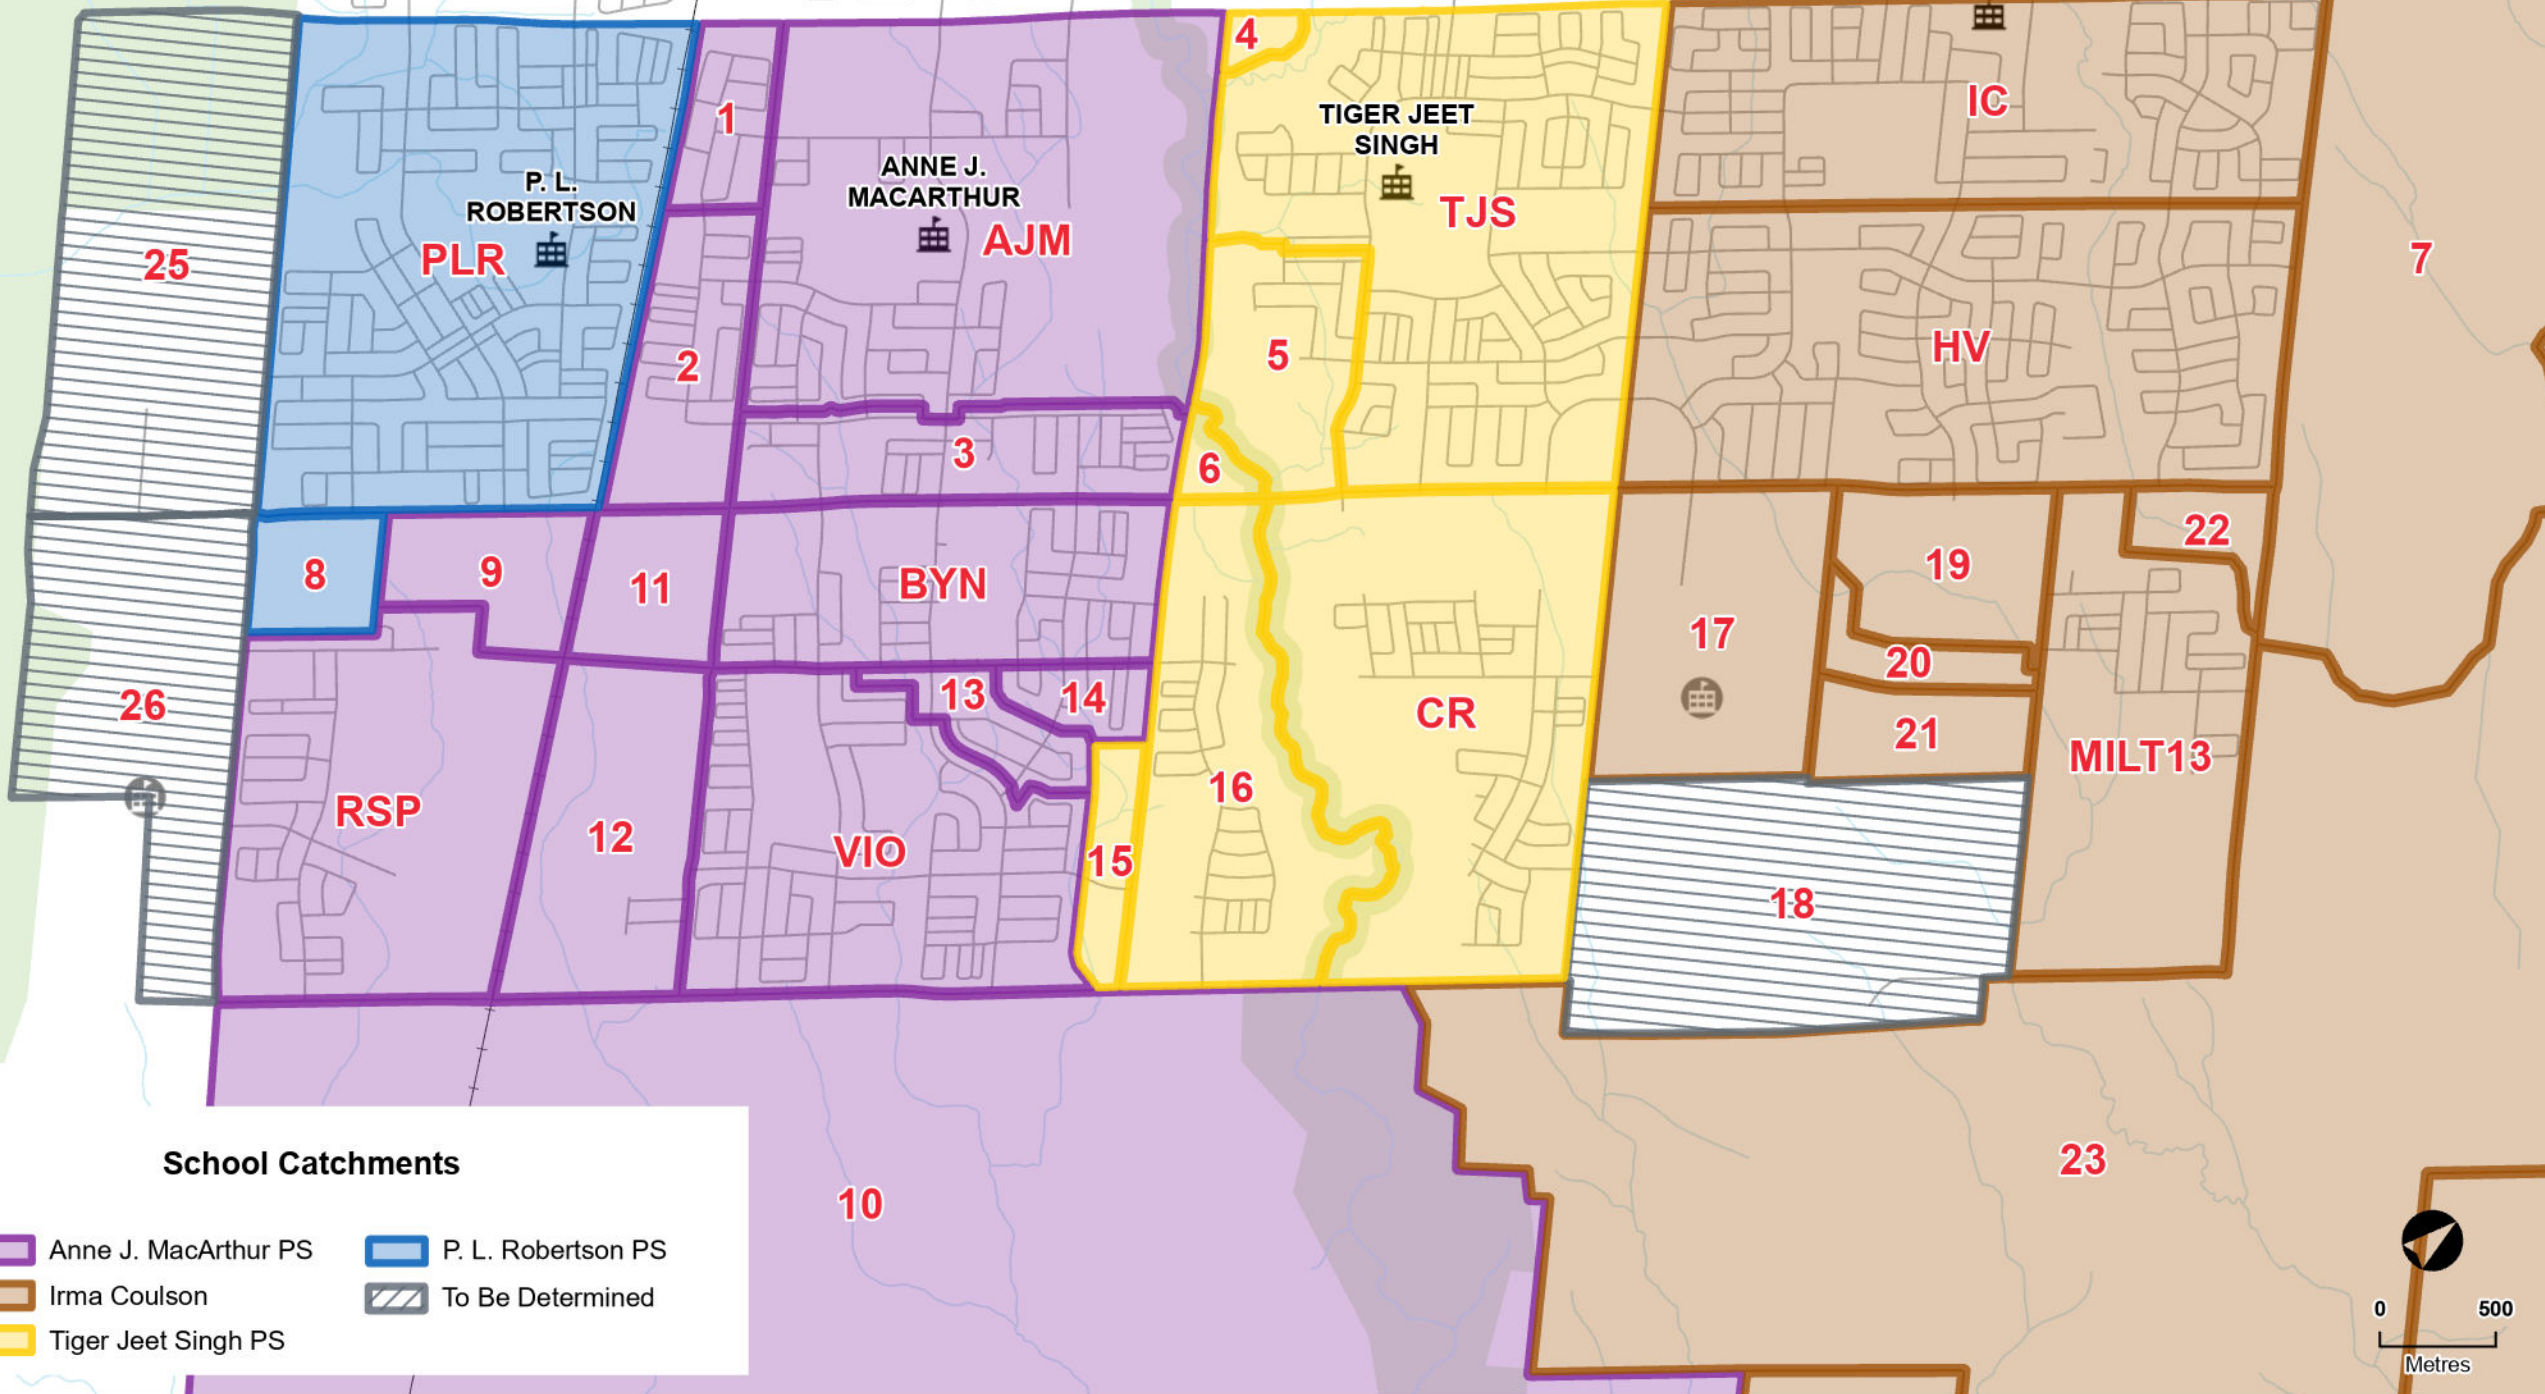 4
IC
1
TIGER JEET
SINGH
ANNE J.
MACARTHUR
P. L.
ROBERTSON
TJS
AJM
PLR
25
7
HV
5
2
3
6
22
19
8
9
11
BYN
17
20
26
13
14
CR
21
MILT13
16
RSP
12
VIO
15
18
23
10
School Catchments
Anne J. MacArthur PS
P. L. Robertson PS
Irma Coulson
To Be Determined
Tiger Jeet Singh PS
0 500
Metres